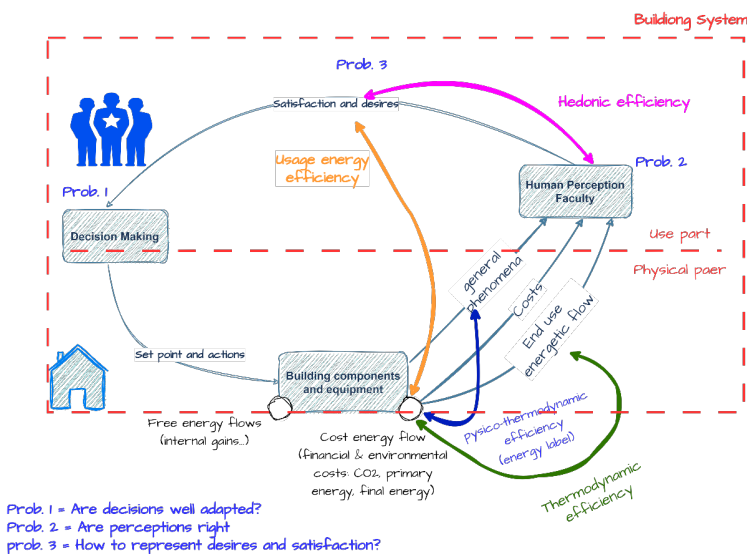 Buildiong System
Prob. 3
Satisfaction and desires
Hedonic efficiency
Usage energy
efficiency
Prob. 2
Human Perception
Faculty
Prob. 1
Decision Making
Use part
Physical paer
general
phenomena
Costs
End use
energetic flow
Set point and actions
Building components
and equipment
Free energy flows
(internal gains...)
Cost energy flow
(financial & environmental
costs: CO2, primary
energy, final energy)
Pysico-thermodynamic
efficiency
(energy label)
Thermodynamic
efficiency
Prob. 1 = Are decisions well adapted?
Prob. 2 = Are perceptions right
prob. 3 = How to represent desires and satisfaction?